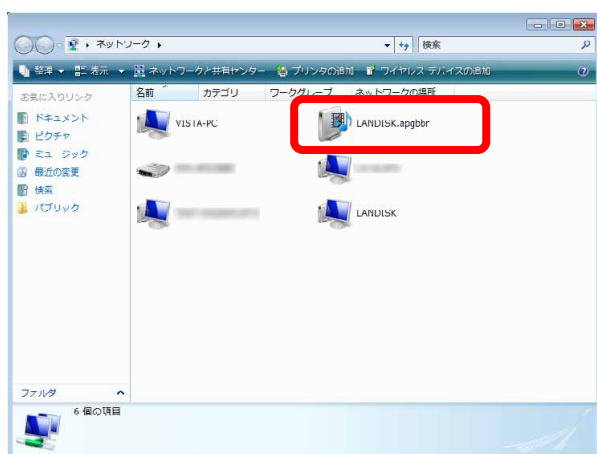 ネットワーク
検索
整理 表示 ネットワークと共有センター プリンタの追加 ワイヤレス デバイスの追加
お気に入りリンク
ドキュメント
ピクチャ
ミュージック
最近の変更
検索
パブリック
フォルダ
名前 カテゴリ ワークグループ ネットワークの場所
VISTA-PC
LANDISK.apgbbr
LANDISK
6 個の項目